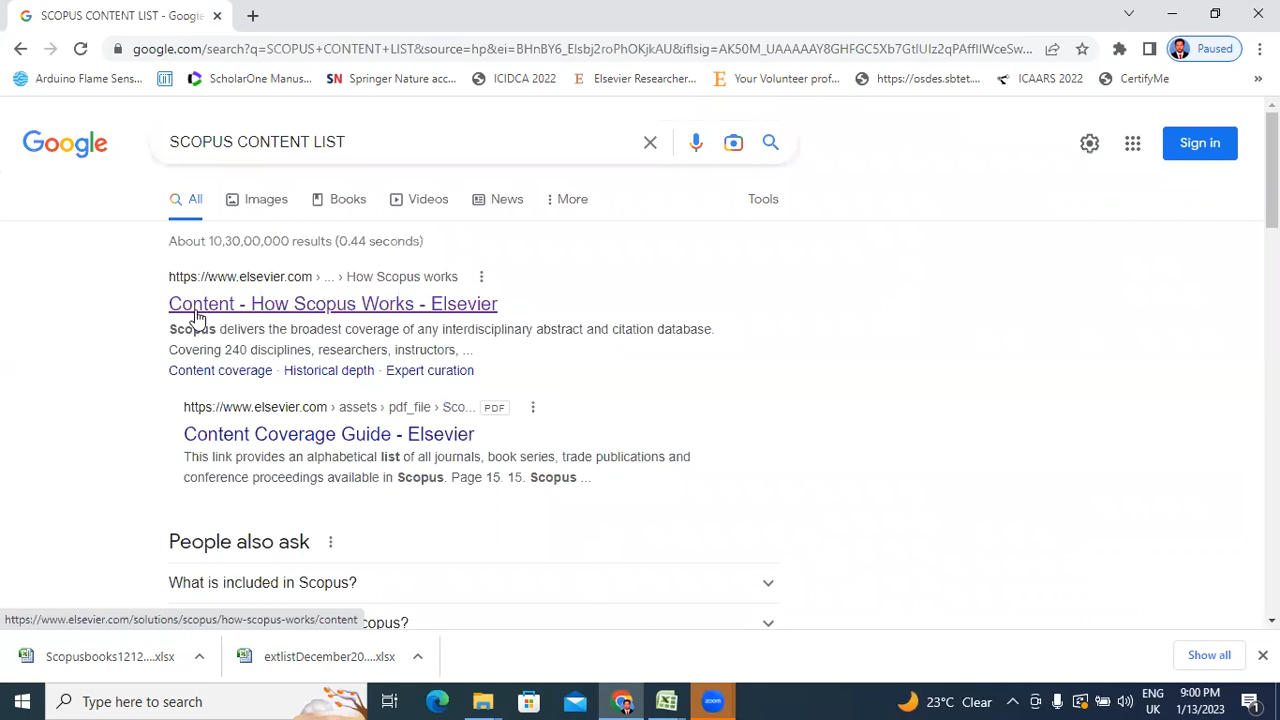 SCOPUS CONTENT LIST - Google
google.com/search?q=SCOPUS+CONTENT+LIST&source=hp&ei=
Paused
Arduino Flame Sens...
ScholarOne Manus...
SN Springer Nature acc...
ICIDCA 2022
E Elsevier Researcher...
E Your Volunteer prof...
https://osdes.sbtet....
ICAARS 2022
CertifyMe
»
Google
SCOPUS CONTENT LIST
Sign in
All
Images
Books
Videos
News
More
Tools
About 10,30,00,000 results (0.44 seconds)
https://www.elsevier.com › ... › How Scopus works
Content - How Scopus Works - Elsevier
Scopus delivers the broadest coverage of any interdisciplinary abstract and citation database.
Covering 240 disciplines, researchers, instructors, ...
Content coverage · Historical depth · Expert curation
https://www.elsevier.com › assets › pdf_file › Sco... PDF
Content Coverage Guide - Elsevier
This link provides an alphabetical list of all journals, book series, trade publications and
conference proceedings available in Scopus. Page 15. 15. Scopus ...
People also ask
What is included in Scopus?
https://www.elsevier.com/solutions/scopus/how-scopus-works/content
copus?
Scopusbooks1212....xlsx
extlistDecember20....xlsx
Show all
Type here to search
zoom
23°C Clear
ENG
UK
9:00 PM
1/13/2023
1